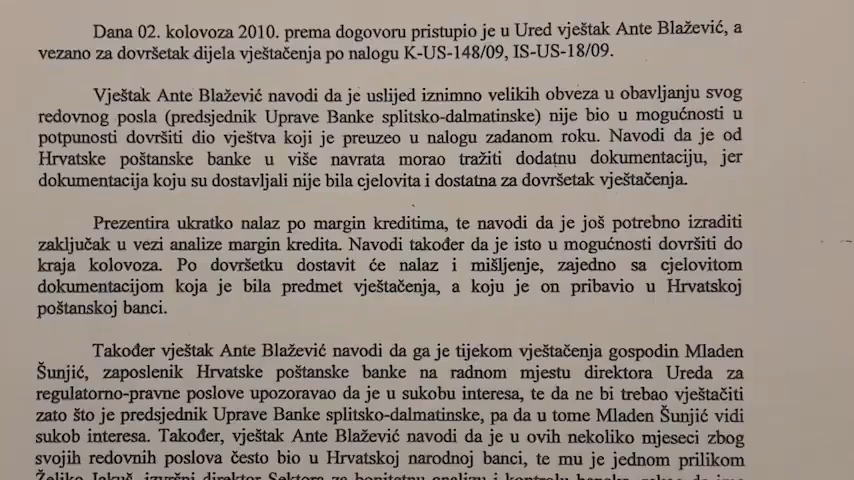 Dana 02. kolovoza 2010. prema dogovoru pristupio je u Ured vještak Ante Blažević, a
vezano za dovršetak dijela vještačenja po nalogu K-US-148/09, IS-US-18/09.
Vještak Ante Blažević navodi da je uslijed iznimno velikih obveza u obavljanju svog
redovnog posla (predsjednik Uprave Banke splitsko-dalmatinske) nije bio u mogućnosti u
potpunosti dovršiti dio vještva koji je preuzeo u nalogu zadanom roku. Navodi da je od
Hrvatske poštanske banke u više navrata morao tražiti dodatnu dokumentaciju, jer
dokumentacija koju su dostavljali nije bila cjelovita i dostatna za dovršetak vještačenja.
Prezentira ukratko nalaz po margin kreditima, te navodi da je još potrebno izraditi
zaključak u vezi analize margin kredita. Navodi također da je isto u mogućnosti dovršiti do
kraja kolovoza. Po dovršetku dostavit će nalaz i mišljenje, zajedno sa cjelovitom
dokumentacijom koja je bila predmet vještačenja, a koju je on pribavio u Hrvatskoj
poštanskoj banci.
Također vještak Ante Blažević navodi da ga je tijekom vještačenja gospodin Mladen
Šunjić, zaposlenik Hrvatske poštanske banke na radnom mjestu direktora Ureda za
regulatorno-pravne poslove upozoravao da je u sukobu interesa, te da ne bi trebao vještačiti
zato što je predsjednik Uprave Banke splitsko-dalmatinske, pa da u tome Mladen Šunjić vidi
sukob interesa. Također, vještak Ante Blažević navodi da je u ovih nekoliko mjeseci zbog
svojih redovnih poslova često bio u Hrvatskoj narodnoj banci, te mu je jednom prilikom
Željko Jakuš, izvršni direktor Sektora za bonitetnu analizu i kontrolu banaka